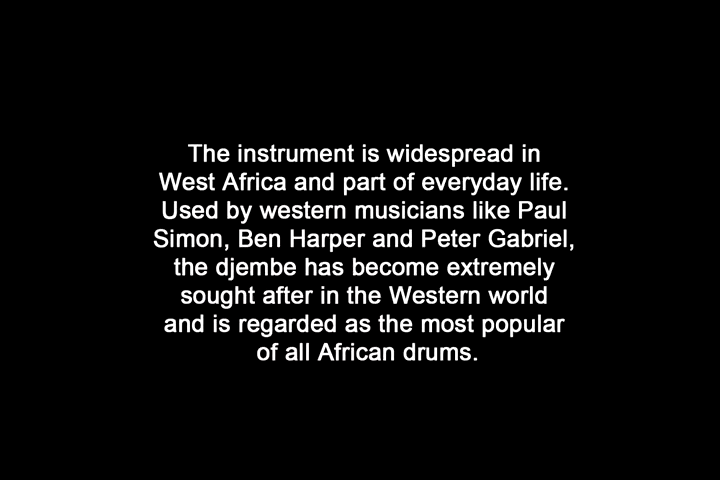 The instrument is widespread in
West Africa and part of everyday life.
Used by western musicians like Paul
Simon, Ben Harper and Peter Gabriel,
the djembe has become extremely
sought after in the Western world
and is regarded as the most popular
of all African drums.